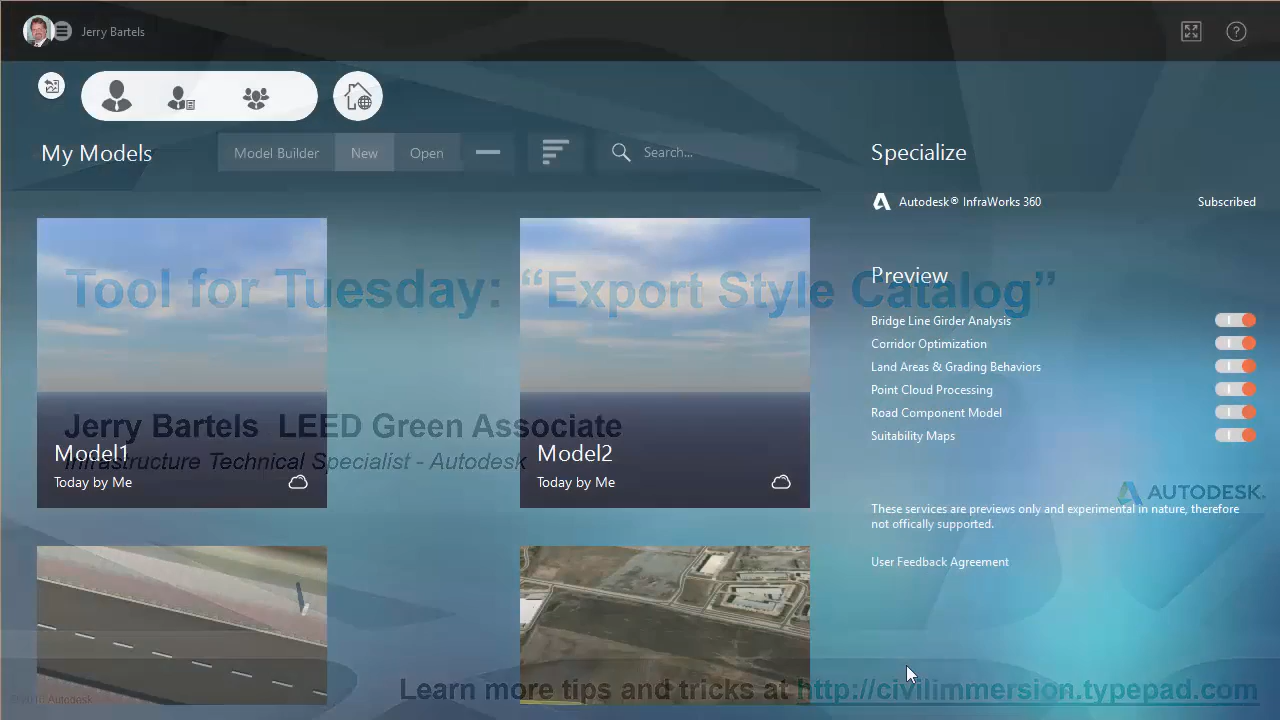 Jerry Bartels
My Models
Model Builder
New
Open
Search...
Specialize
Autodesk® InfraWorks 360
Subscribed
Tool for Tuesday: “Export Style Catalog”
Preview
Bridge Line Girder Analysis
Corridor Optimization
Land Areas & Grading Behaviors
Point Cloud Processing
Road Component Model
Suitability Maps
Jerry Bartels LEED Green Associate
Infrastructure Technical Specialist - Autodesk
Model1
Today by Me
Model2
Today by Me
AUTODESK.
These services are previews only and experimental in nature, therefore
not offically supported.
User Feedback Agreement
Autodesk
Learn more tips and tricks at http://civilimmersion.typepad.com